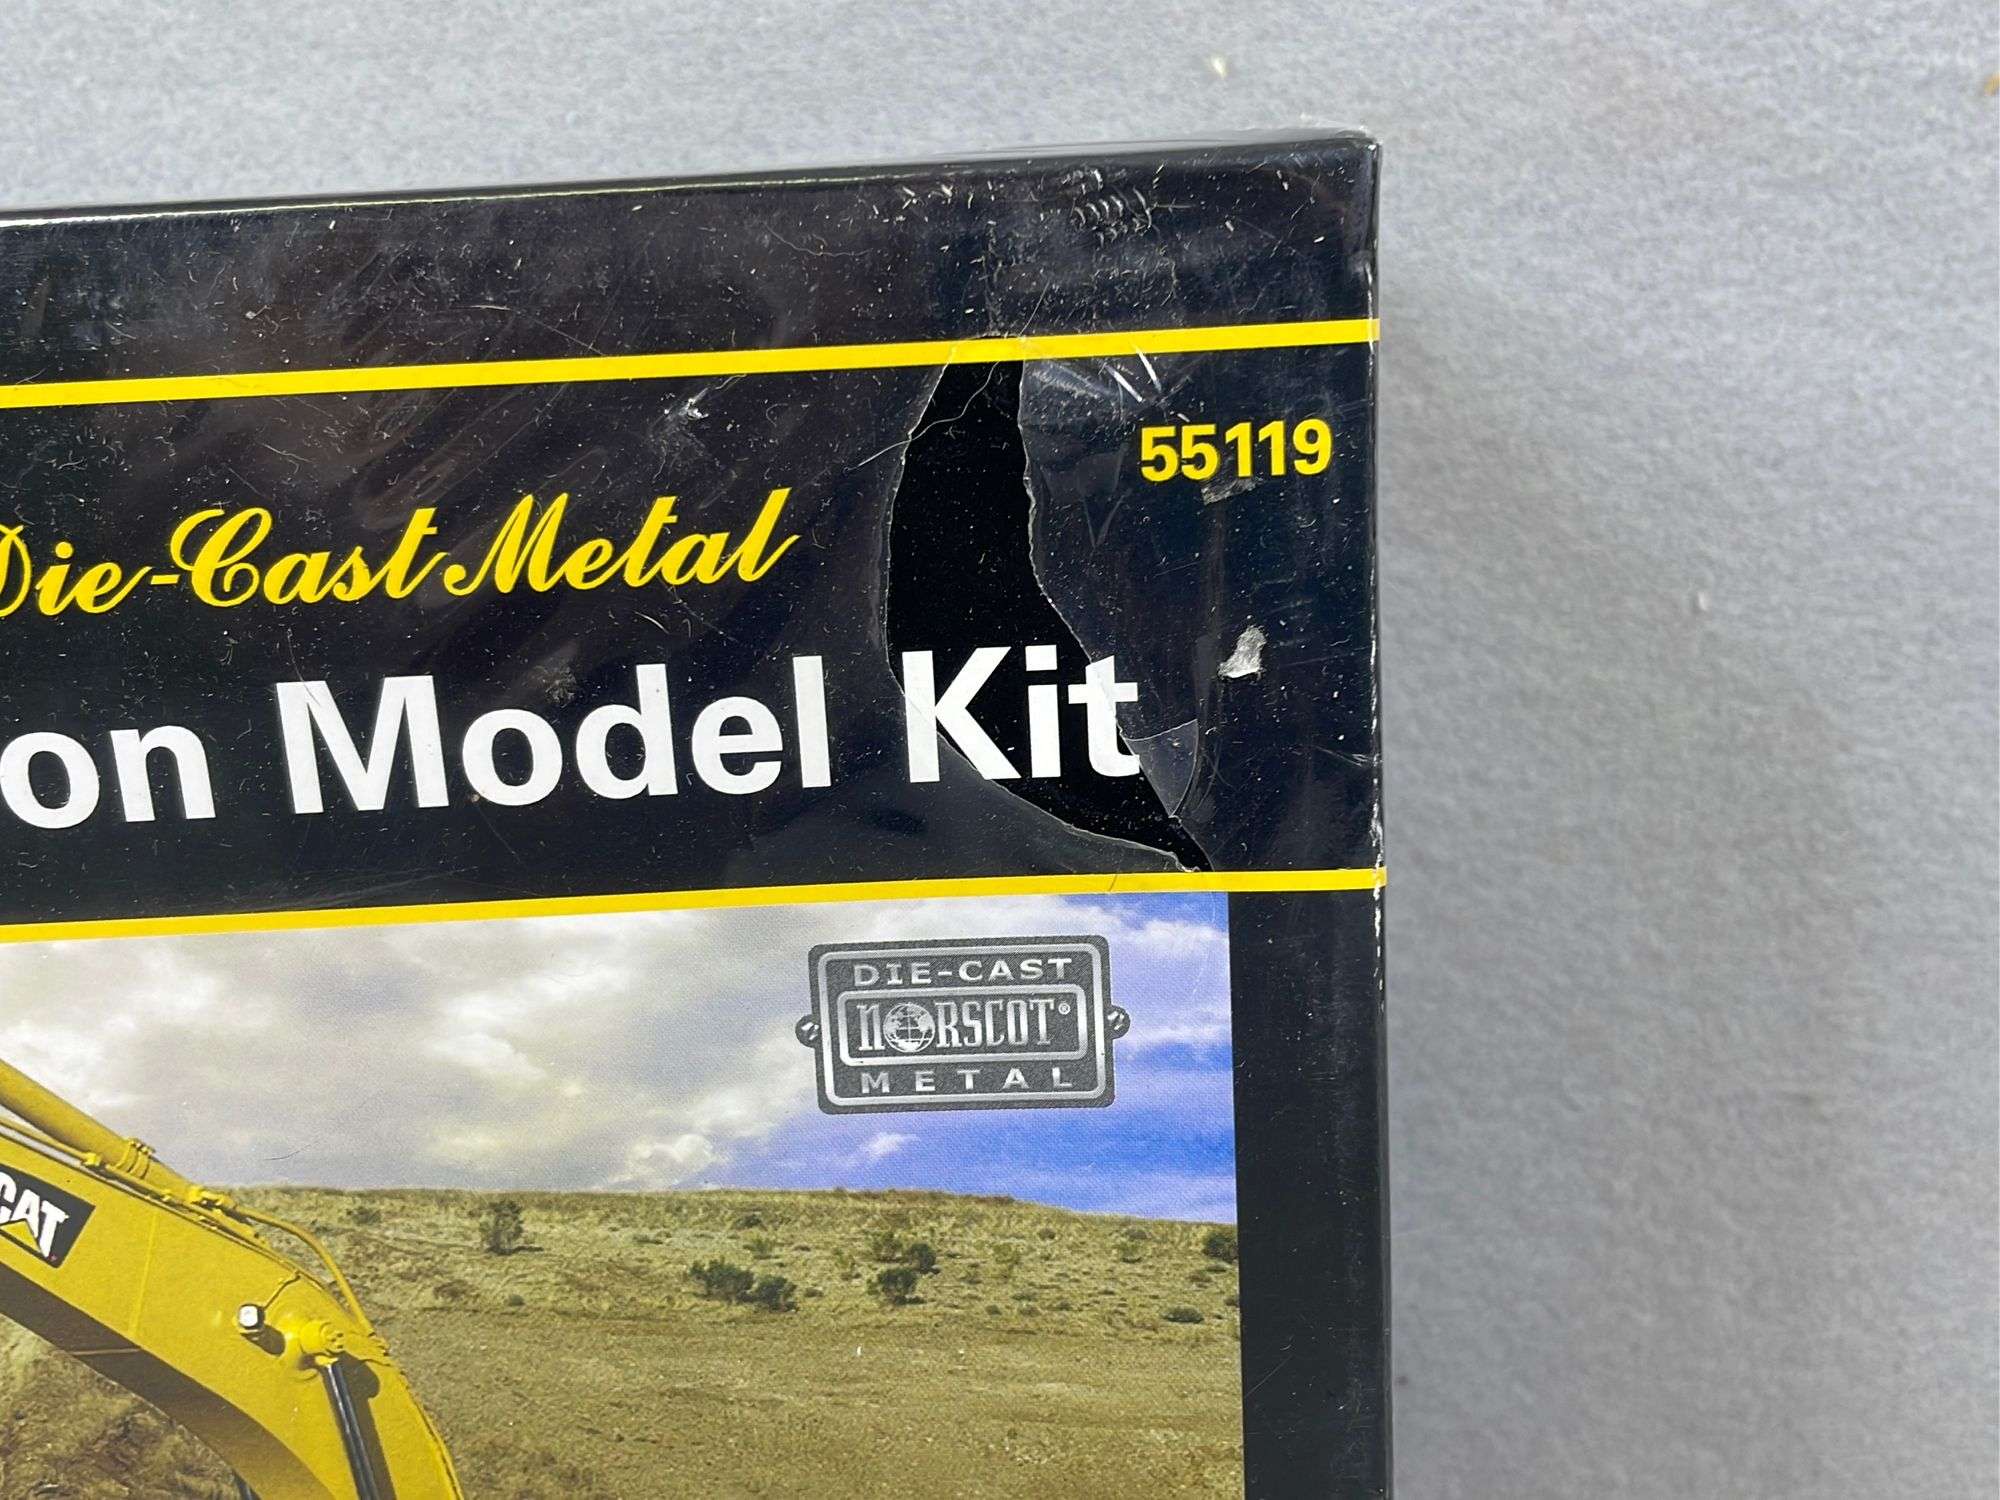 55119
Die-Cast Metal
on Model Kit
DIE-CAST
NORSCOT®
METAL
CAT